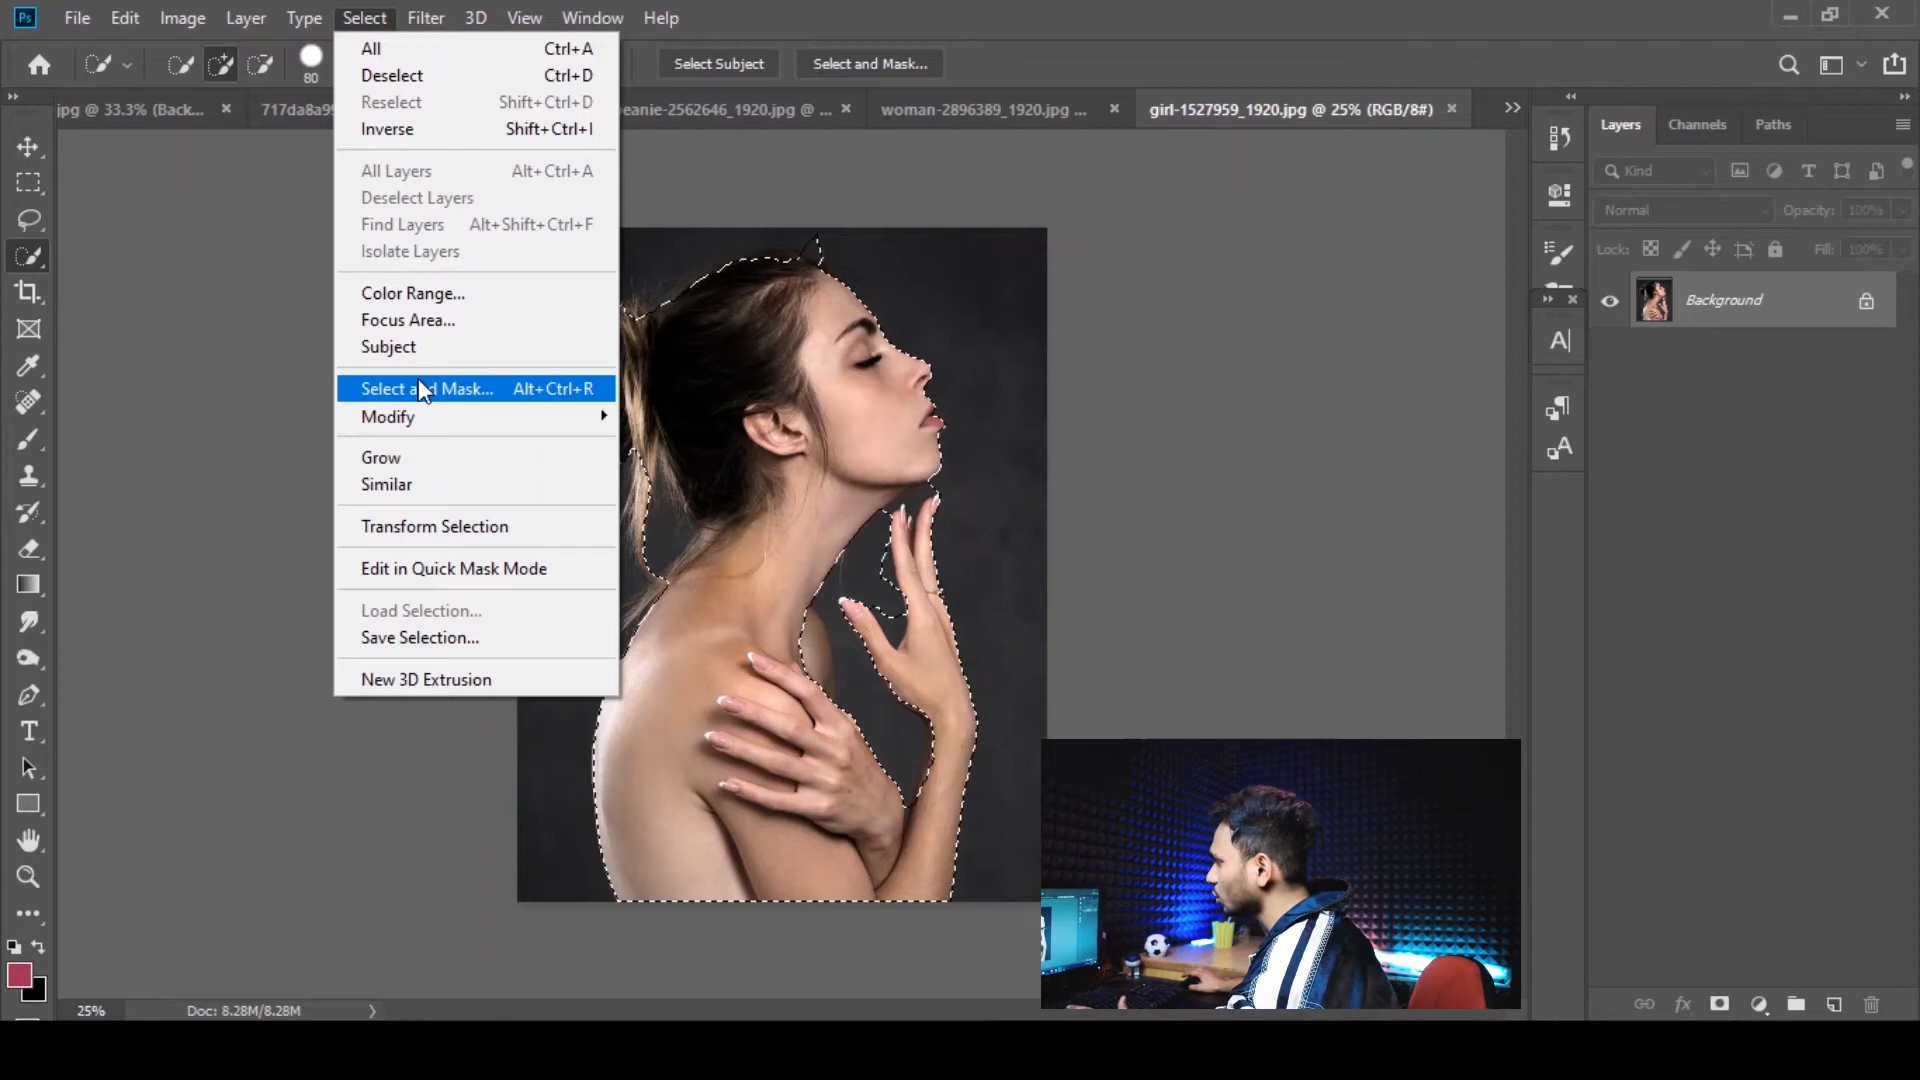 Ps File Edit Image Layer Type Select Filter 3D View Window Help
All Ctrl+A
Deselect Ctrl+D
Reselect Shift+Ctrl+D
Inverse Shift+Ctrl+I
All Layers Alt+Ctrl+A
Deselect Layers
Find Layers Alt+Shift+Ctrl+F
Isolate Layers
Color Range...
Focus Area...
Subject
Select and Mask... Alt+Ctrl+R
Modify
Grow
Similar
Transform Selection
Edit in Quick Mask Mode
Load Selection...
Save Selection...
New 3D Extrusion
80
Select Subject Select and Mask...
jpg @ 33.3% (Back... eanie-2562646_1920.jpg @ ... woman-2896389_1920.jpg ... girl-1527959_1920.jpg @ 25% (RGB/8#)
Layers Channels Paths
Kind
Normal Opacity: 100%
Lock: Fill: 100%
Background
25% Doc: 8.28M/8.28M